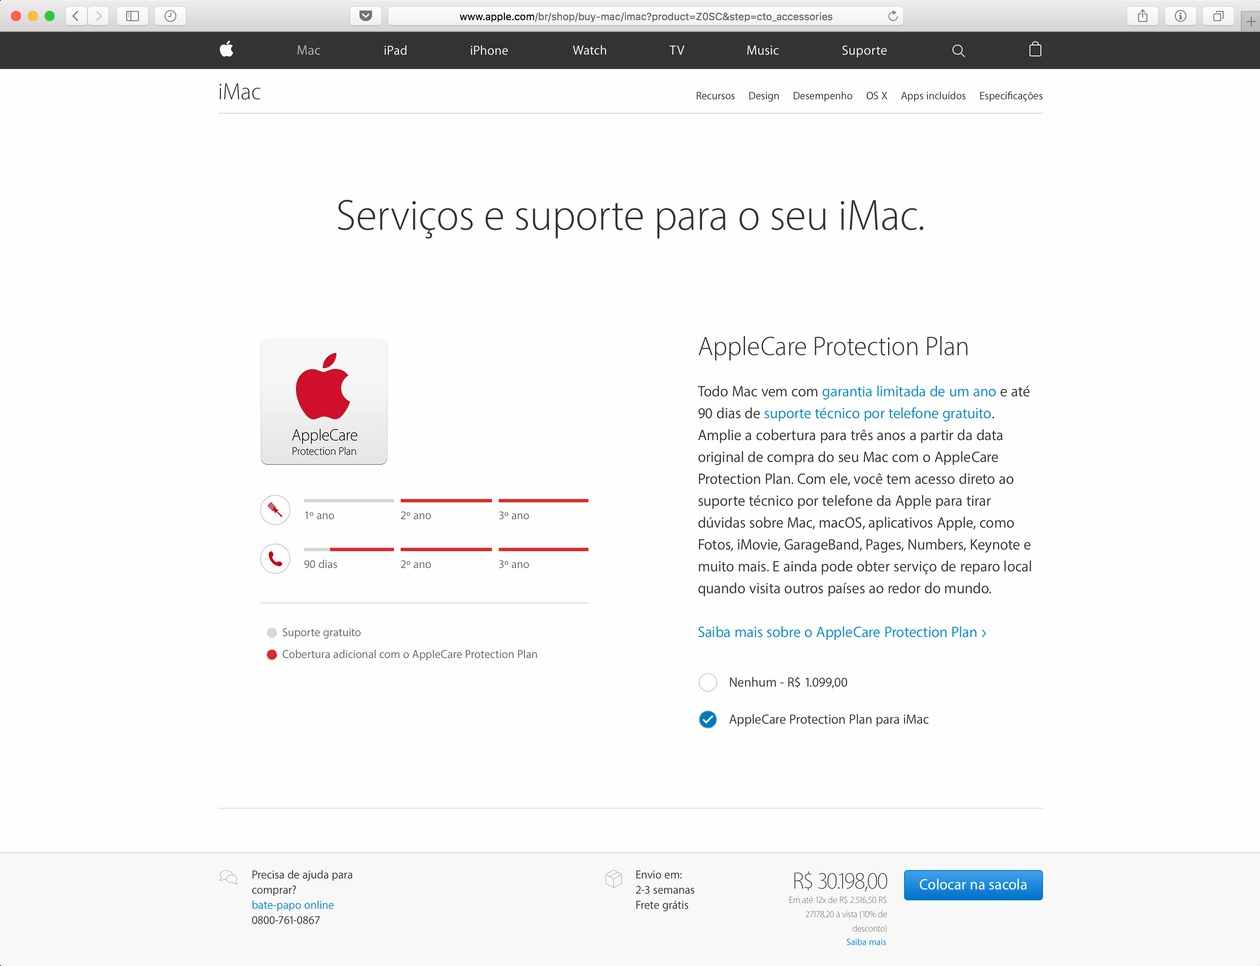 www.apple.com/br/shop/buy-mac/imac?product=Z0SC&step=cto_accessories
Mac iPad iPhone Watch TV Music Suporte
iMac
Recursos Design Desempenho OS X Apps incluídos Especificações
Serviços e suporte para o seu iMac.
AppleCare
Protection Plan
1º ano 2º ano 3º ano
90 dias 2º ano 3º ano
Suporte gratuito
Cobertura adicional com o AppleCare Protection Plan
AppleCare Protection Plan
Todo Mac vem com garantia limitada de um ano e até
90 dias de suporte técnico por telefone gratuito.
Amplie a cobertura para três anos a partir da data
original de compra do seu Mac com o AppleCare
Protection Plan. Com ele, você tem acesso direto ao
suporte técnico por telefone da Apple para tirar
dúvidas sobre Mac, macOS, aplicativos Apple, como
Fotos, iMovie, GarageBand, Pages, Numbers, Keynote e
muito mais. E ainda pode obter serviço de reparo local
quando visita outros países ao redor do mundo.
Saiba mais sobre o AppleCare Protection Plan ›
Nenhum - R$ 1.099,00
AppleCare Protection Plan para iMac
Precisa de ajuda para
comprar?
bate-papo online
0800-761-0867
Envio em:
2-3 semanas
Frete grátis
R$ 30.198,00
Em até 12x de R$ 2.516,50 R$
27.178,20 à vista (10% de
desconto)
Saiba mais
Colocar na sacola